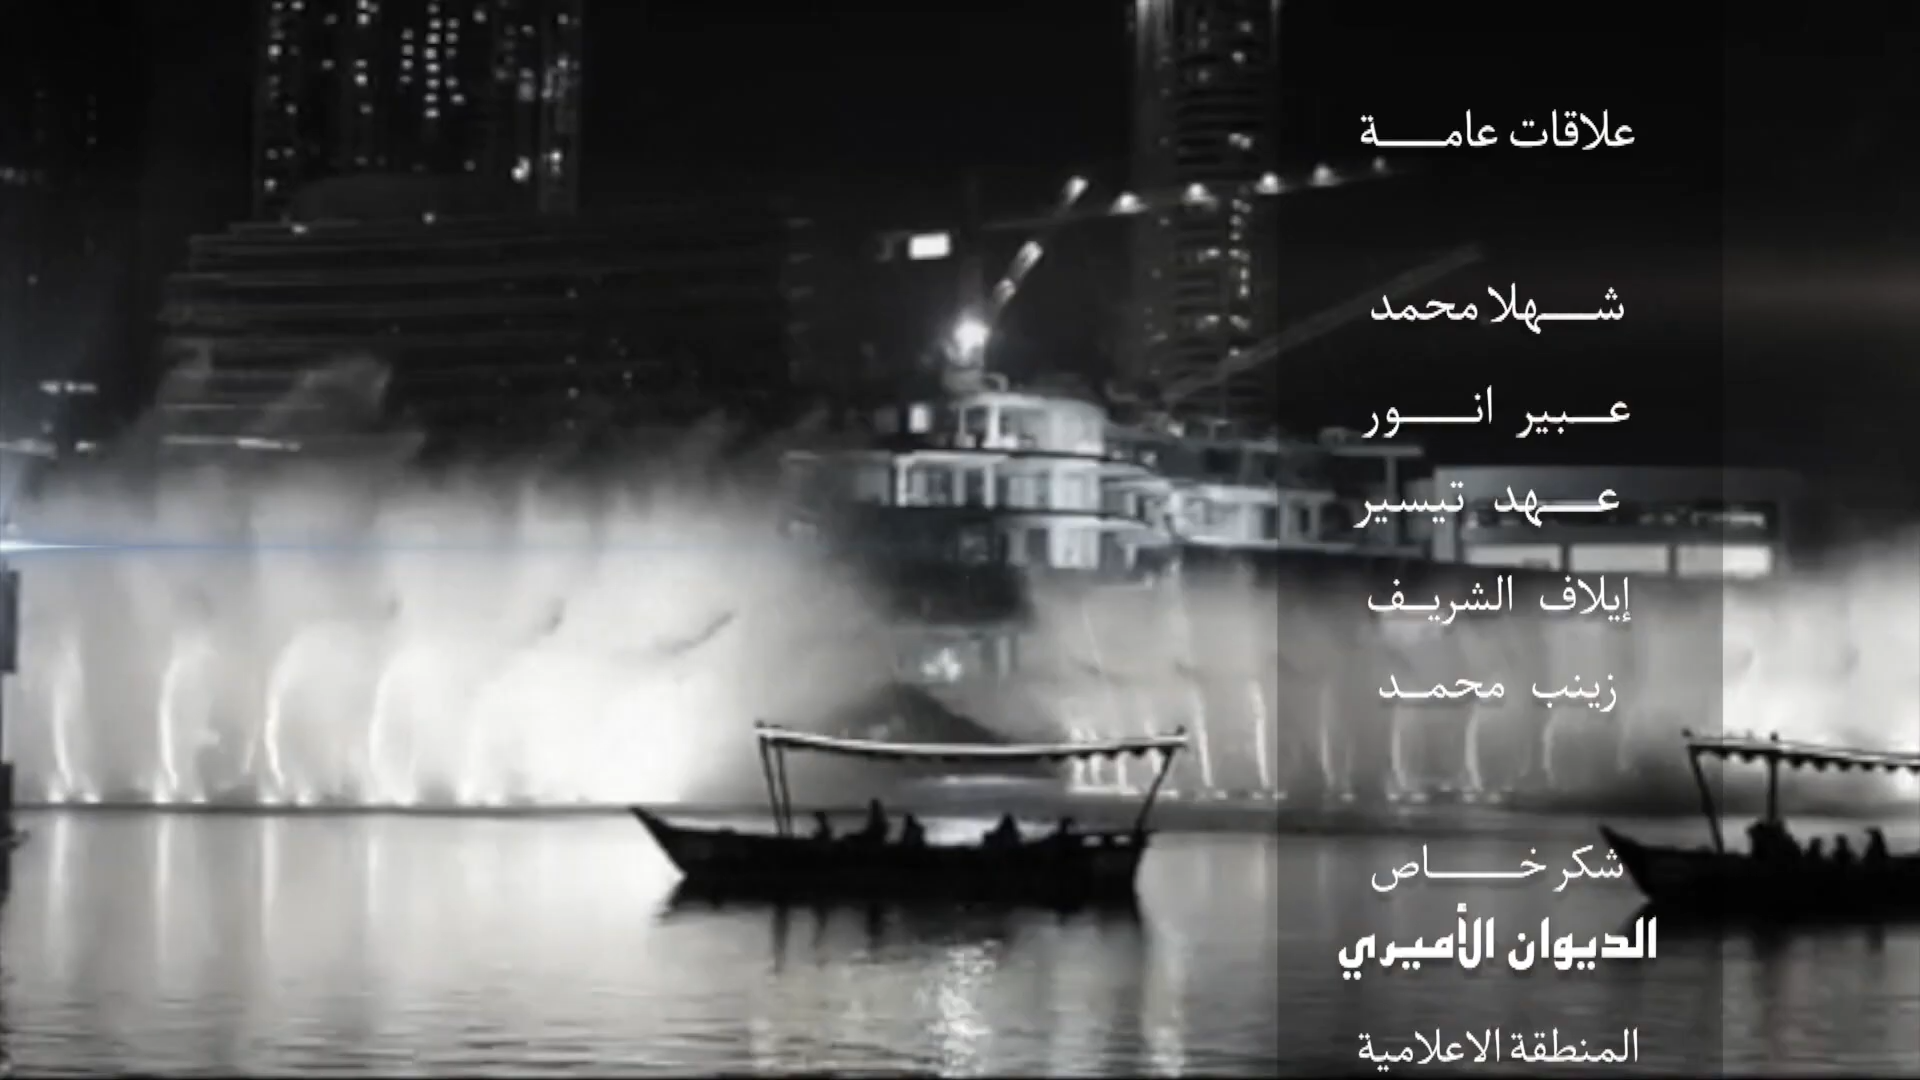 علاقات عامة
شهلا محمد
عبير انور
عهد تيسير
إيلاف الشريف
زينب محمد
شكر خاص
الديوان الأميري
المنطقة الاعلامية